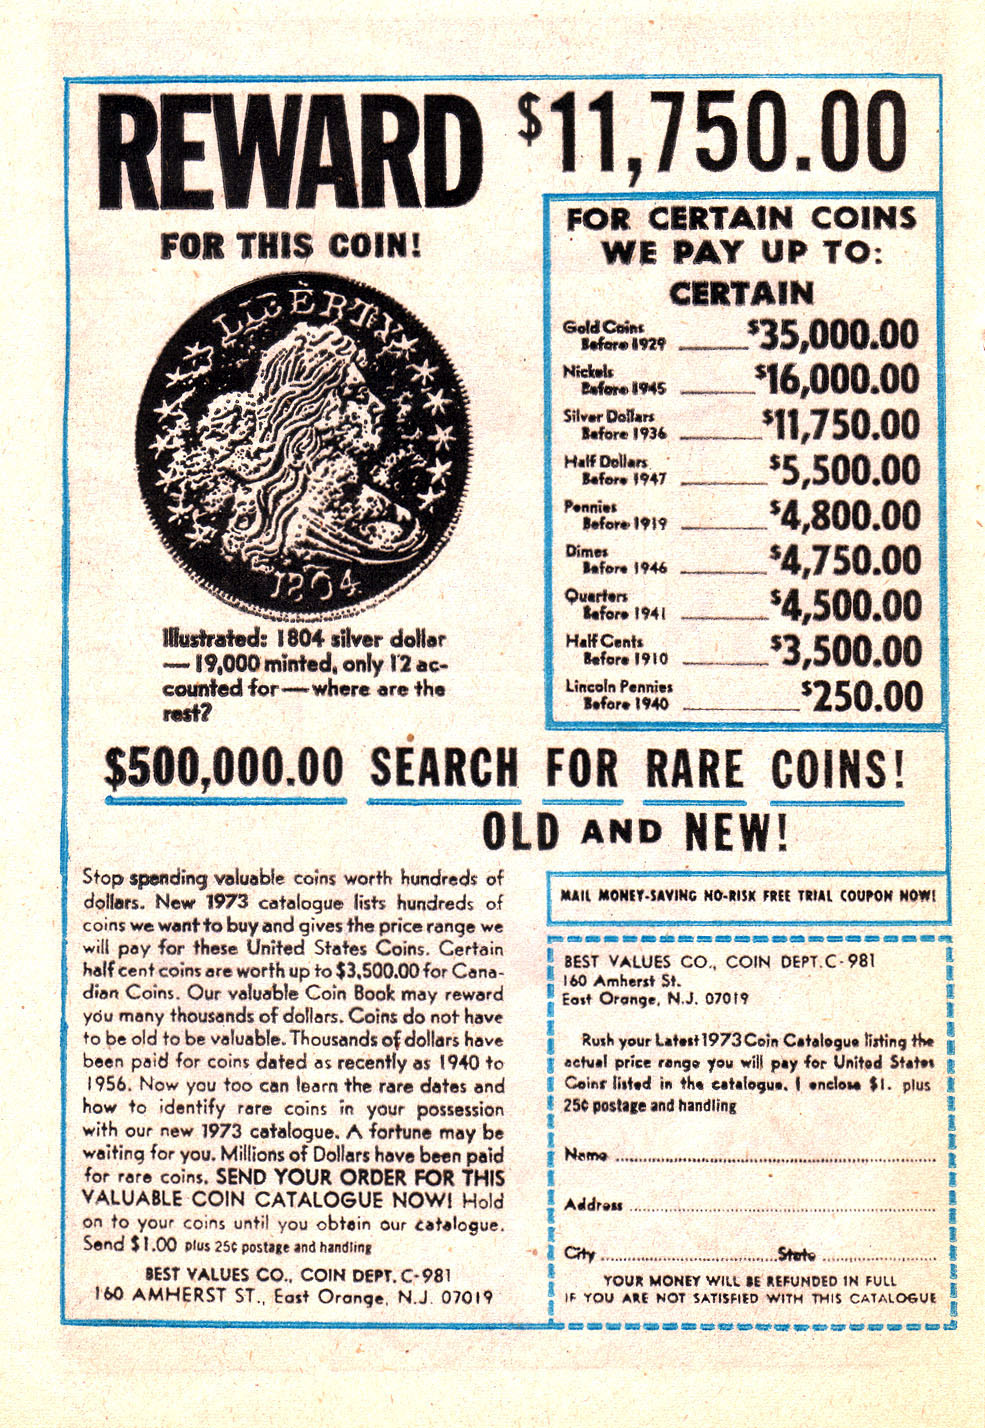 REWARD $11,750.00
FOR THIS COIN!
LIBERTY
1804
Illustrated: 1804 silver dollar
— 19,000 minted, only 12 ac-
counted for — where are the
rest?
FOR CERTAIN COINS
WE PAY UP TO:
CERTAIN
Gold Coins
Before 1929 $35,000.00
Nickels
Before 1945 $16,000.00
Silver Dollars
Before 1936 $11,750.00
Half Dollars
Before 1947 $5,500.00
Pennies
Before 1919 $4,800.00
Dimes
Before 1946 $4,750.00
Quarters
Before 1941 $4,500.00
Half Cents
Before 1910 $3,500.00
Lincoln Pennies
Before 1940 $250.00
$500,000.00 SEARCH FOR RARE COINS!
OLD AND NEW!
Stop spending valuable coins worth hundreds of
dollars. New 1973 catalogue lists hundreds of
coins we want to buy and gives the price range we
will pay for these United States Coins. Certain
half cent coins are worth up to $3,500.00 for Cana-
dian Coins. Our valuable Coin Book may reward
you many thousands of dollars. Coins do not have
to be old to be valuable. Thousands of dollars have
been paid for coins dated as recently as 1940 to
1956. Now you too can learn the rare dates and
how to identify rare coins in your possession
with our new 1973 catalogue. A fortune may be
waiting for you. Millions of Dollars have been paid
for rare coins. SEND YOUR ORDER FOR THIS
VALUABLE COIN CATALOGUE NOW! Hold
on to your coins until you obtain our catalogue.
Send $1.00 plus 25¢ postage and handling
BEST VALUES CO., COIN DEPT. C-981
160 AMHERST ST., East Orange, N.J. 07019
MAIL MONEY-SAVING NO-RISK FREE TRIAL COUPON NOW!
BEST VALUES CO., COIN DEPT. C-981
160 Amherst St.
East Orange, N.J. 07019
Rush your Latest 1973 Coin Catalogue listing the
actual price range you will pay for United States
Coins listed in the catalogue. I enclose $1. plus
25¢ postage and handling
Name
Address
City State
YOUR MONEY WILL BE REFUNDED IN FULL
IF YOU ARE NOT SATISFIED WITH THIS CATALOGUE